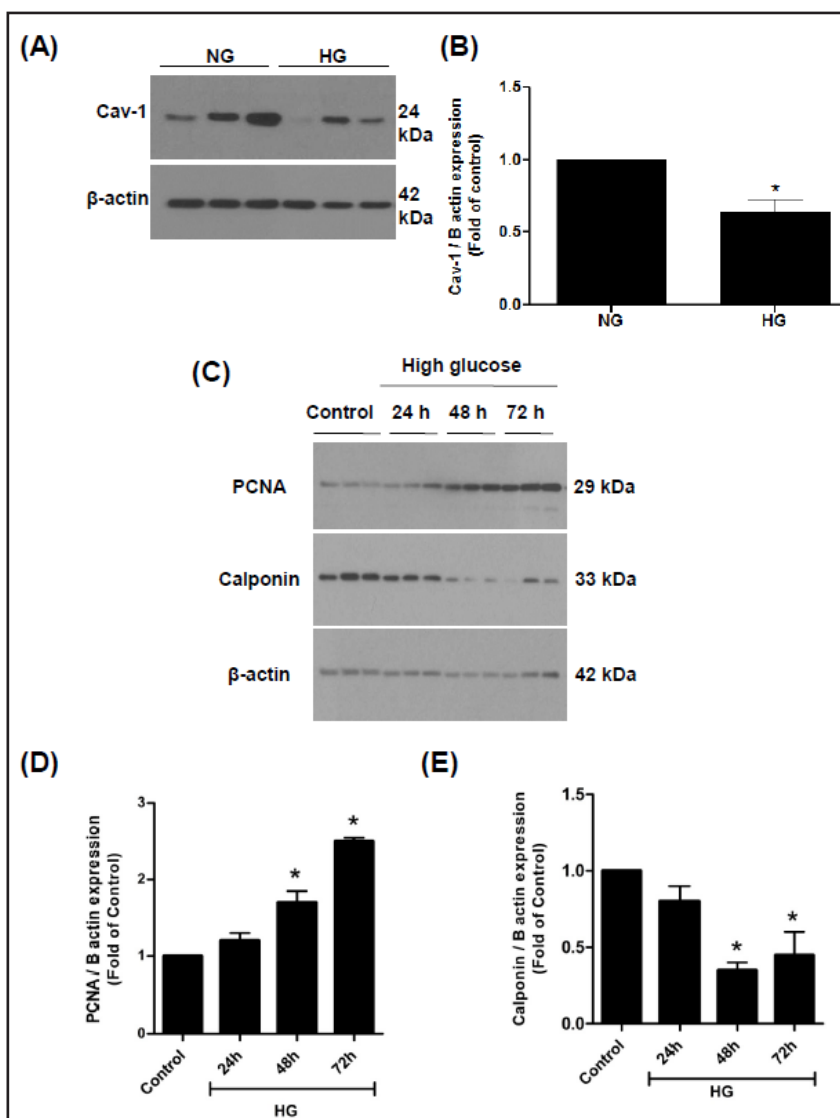 (A)
NG HG
Cav-1
24
kDa
β-actin
42
kDa
(B)
Cav-1 / B actin expression
(Fold of control)
1.5
1.0
0.5
0.0
*
NG HG
(C)
High glucose
Control 24 h 48 h 72 h
PCNA 29 kDa
Calponin 33 kDa
β-actin 42 kDa
(D)
PCNA / B actin expression
(Fold of Control)
3
2
1
0
*
*
Control 24h 48h 72h
HG
(E)
Calponin / B actin expression
(Fold of Control)
1.5
1.0
0.5
0.0
*
*
Control 24h 48h 72h
HG